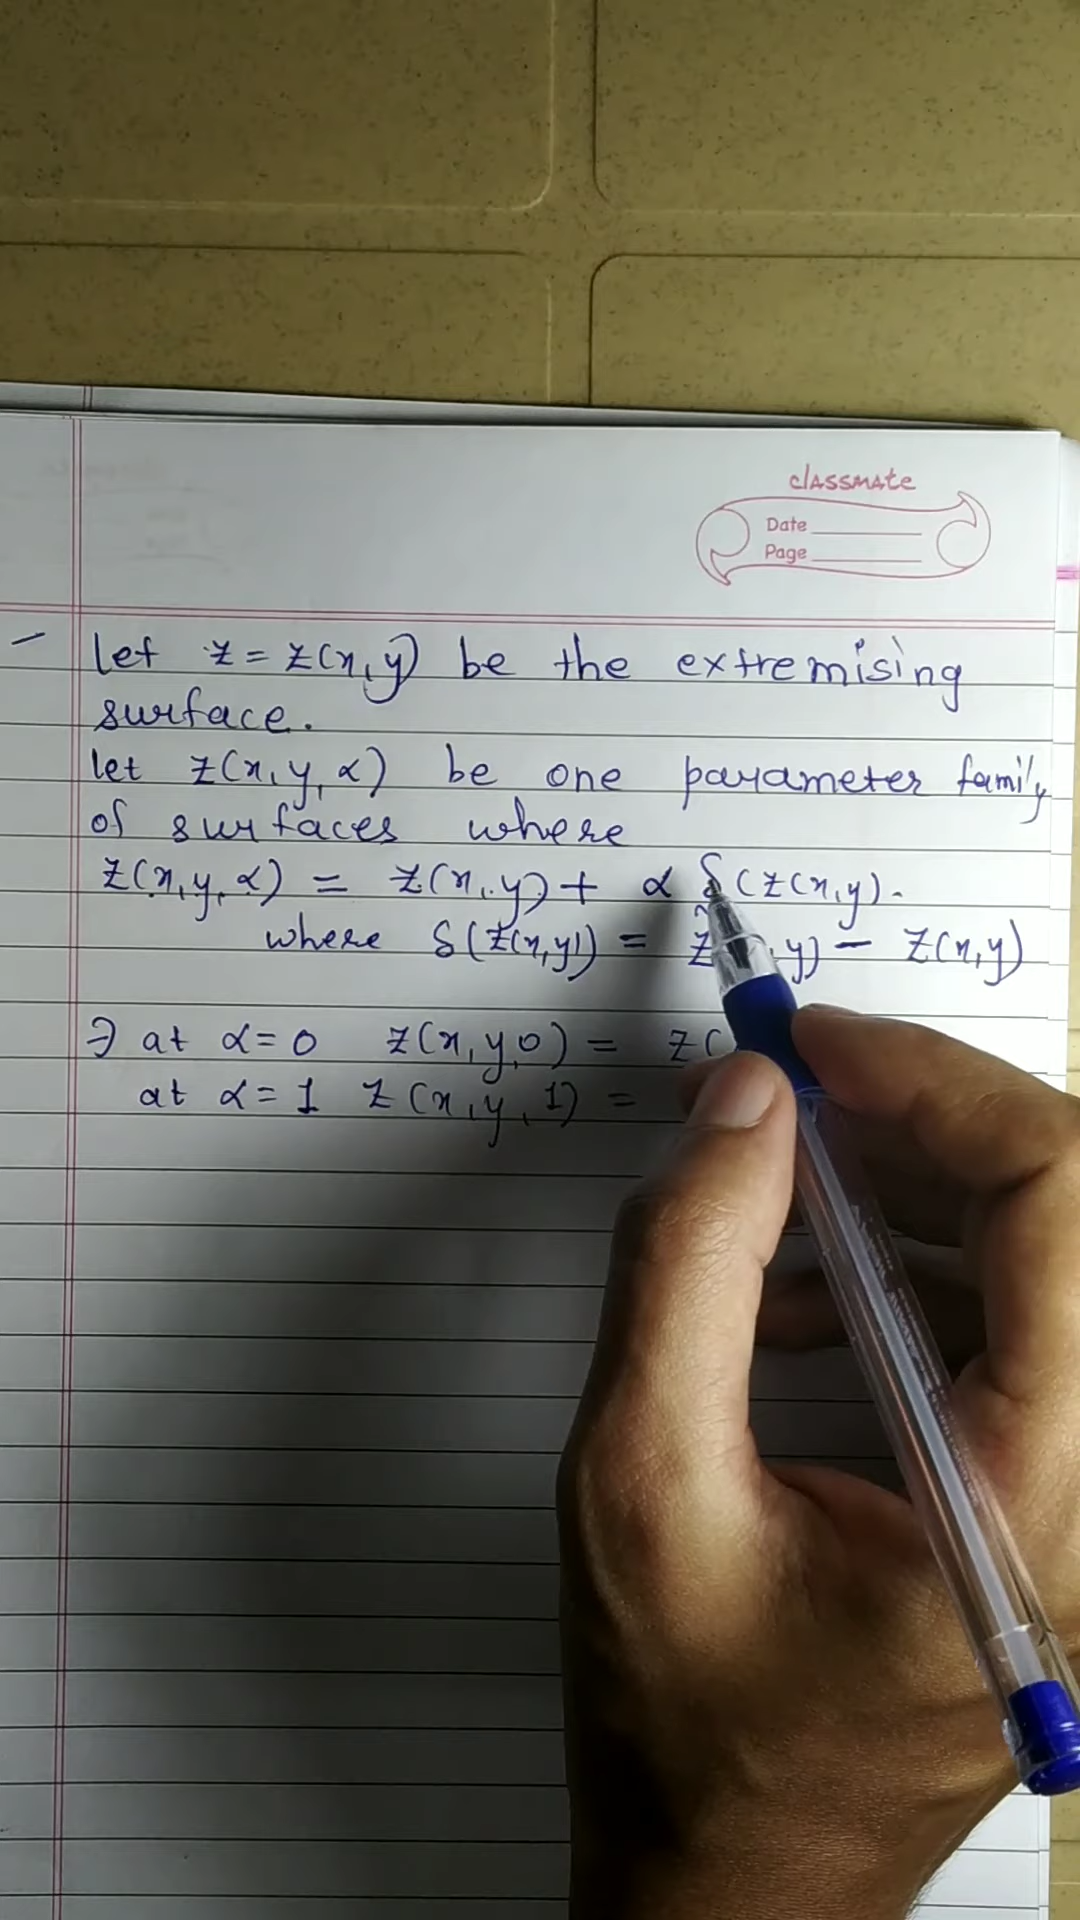 classmate
Date
Page
let z = z(x, y) be the extremising
surface.
let z(x, y, α) be one parameter family
of surfaces where
z(x, y, α) = z(x, y) + α δ(z(x, y).
where δ(z(x, y)) = z̃ , y) - z(x, y)
⇒ at α = 0 z(x, y, 0) = z(
at α = 1 z(x, y, 1) =